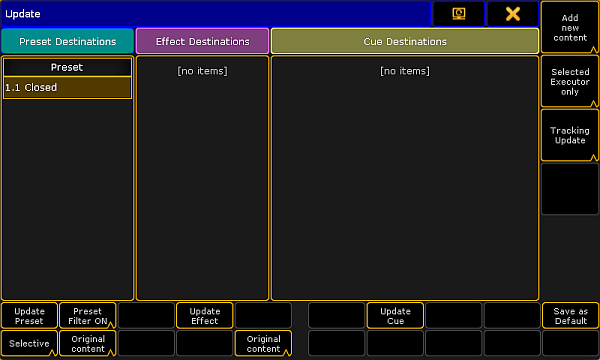 Update
Preset Destinations
Effect Destinations
Cue Destinations
Preset
1.1 Closed
[no items]
[no items]
Add
new
content
Selected
Executor
only
Tracking
Update
Update
Preset
Preset
Filter ON
Update
Effect
Update
Cue
Save as
Default
Selective
Original
content
Original
content